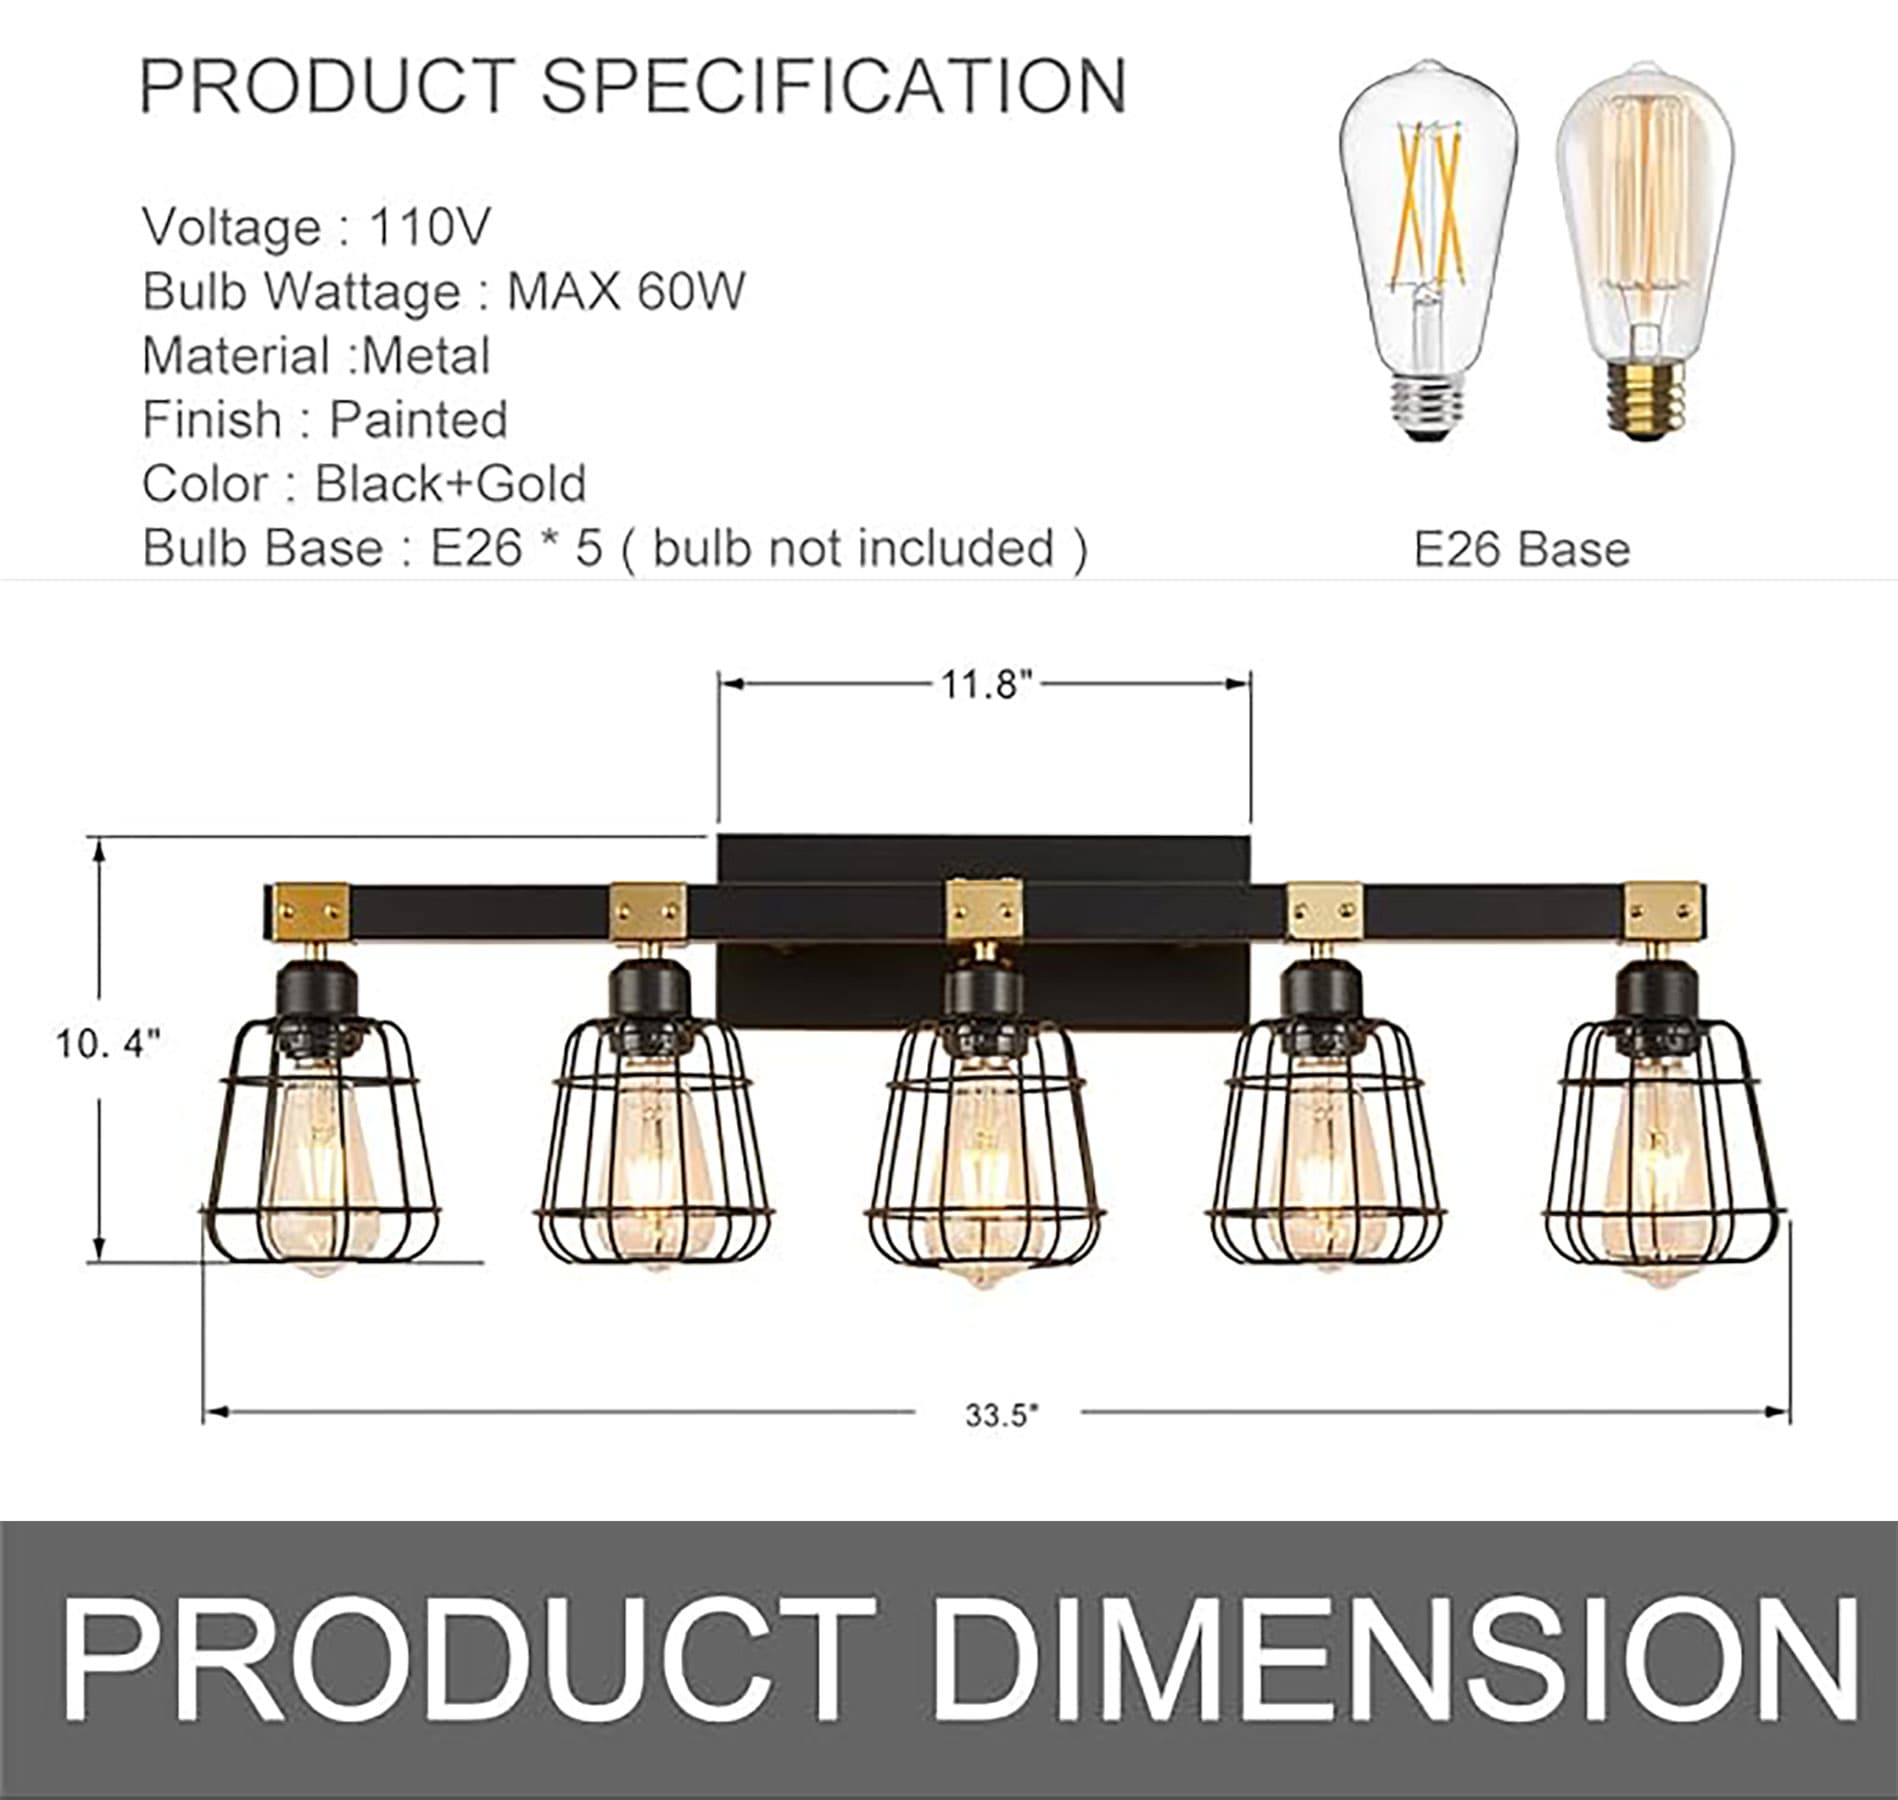 PRODUCT SPECIFICATION
Voltage : 110V
Bulb Wattage : MAX 60W
Material :Metal
Finish : Painted
Color : Black+Gold
Bulb Base : E26 * 5 ( bulb not included )
E26 Base
11.8"
10. 4"
33.5"
PRODUCT DIMENSION